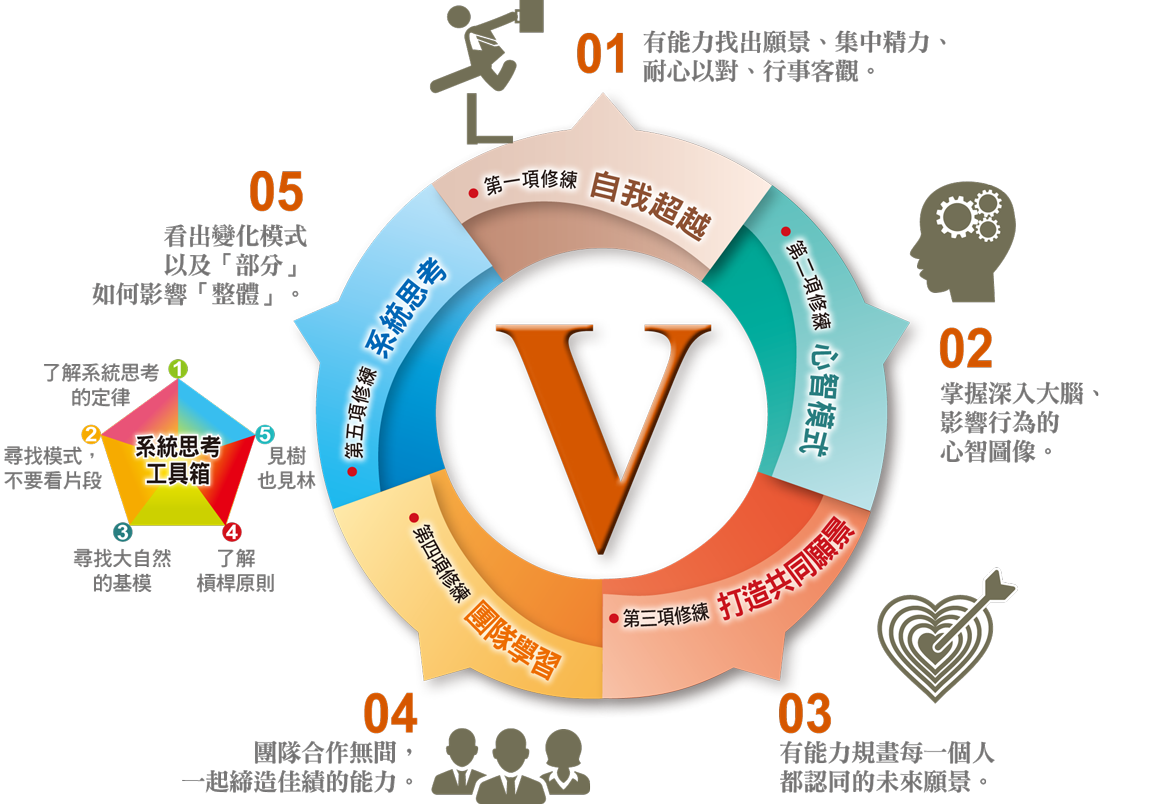 01
有能力找出願景、集中精力、
耐心以對、行事客觀。
第一項修練 自我超越
02
掌握深入大腦、
影響行為的
心智圖像。
第二項修練 心智模式
03
有能力規畫每一個人
都認同的未來願景。
第三項修練 打造共同願景
04
團隊合作無間，
一起締造佳績的能力。
第四項修練 團隊學習
05
看出變化模式
以及「部分」
如何影響「整體」。
第五項修練 系統思考
V
系統思考
工具箱
1
了解系統思考
的定律
2
尋找模式，
不要看片段
3
尋找大自然
的基模
4
了解
槓桿原則
5
見樹
也見林